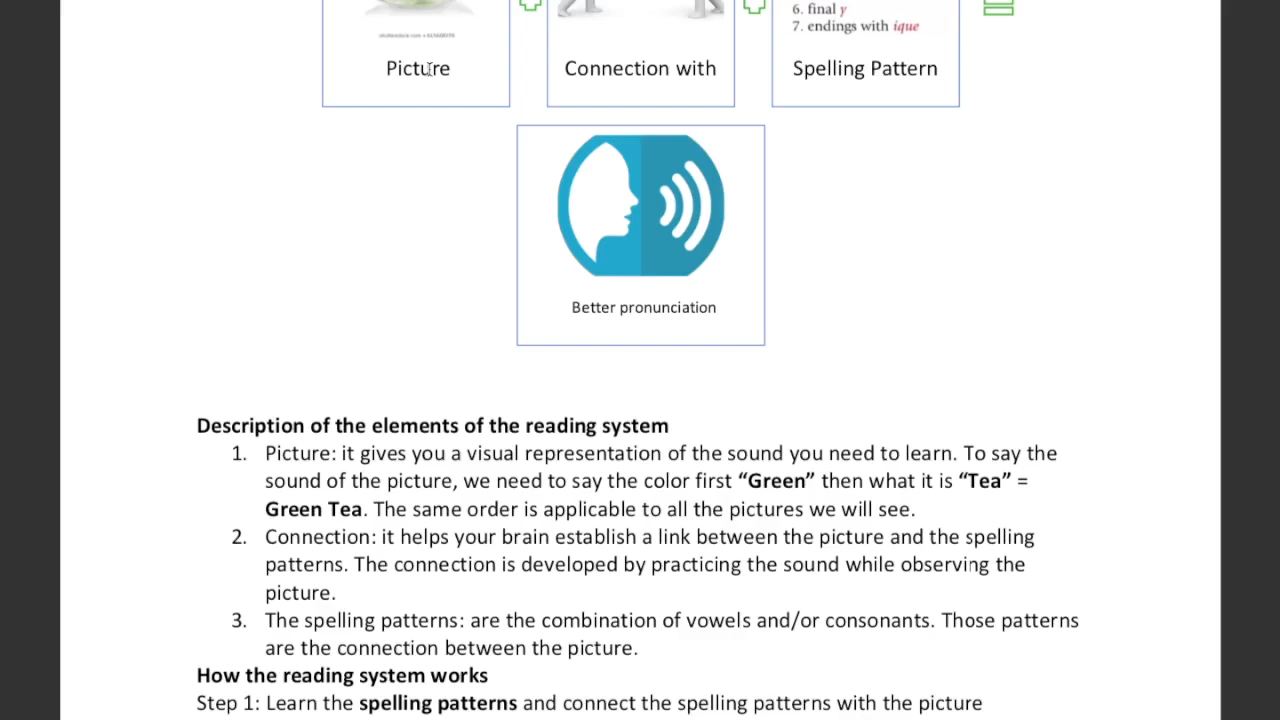 6. final y
7. endings with ique
Picture
Connection with
Spelling Pattern
Better pronunciation
Description of the elements of the reading system
1. Picture: it gives you a visual representation of the sound you need to learn. To say the
sound of the picture, we need to say the color first “Green” then what it is “Tea” =
Green Tea. The same order is applicable to all the pictures we will see.
2. Connection: it helps your brain establish a link between the picture and the spelling
patterns. The connection is developed by practicing the sound while observing the
picture.
3. The spelling patterns: are the combination of vowels and/or consonants. Those patterns
are the connection between the picture.
How the reading system works
Step 1: Learn the spelling patterns and connect the spelling patterns with the picture